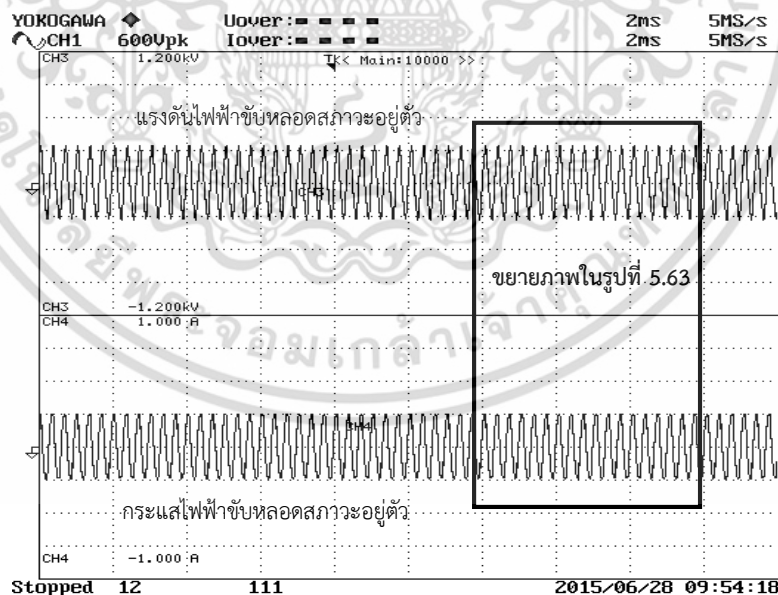 YOKOGAWA ◆ Uover:= = = = 2ms 5MS/s
CH1 600Vpk Iover:= = = = 2ms 5MS/s
CH3 1.200kV << Main:10000 >>
แรงดันไฟฟ้าขับหลอดสภาวะอยู่ตัว
ขยายภาพในรูปที่ 5.63
CH3 -1.200kV
CH4 1.000 A
CH4
กระแสไฟฟ้าขับหลอดสภาวะอยู่ตัว
CH4 -1.000 A
Stopped 12 111 2015/06/28 09:54:18